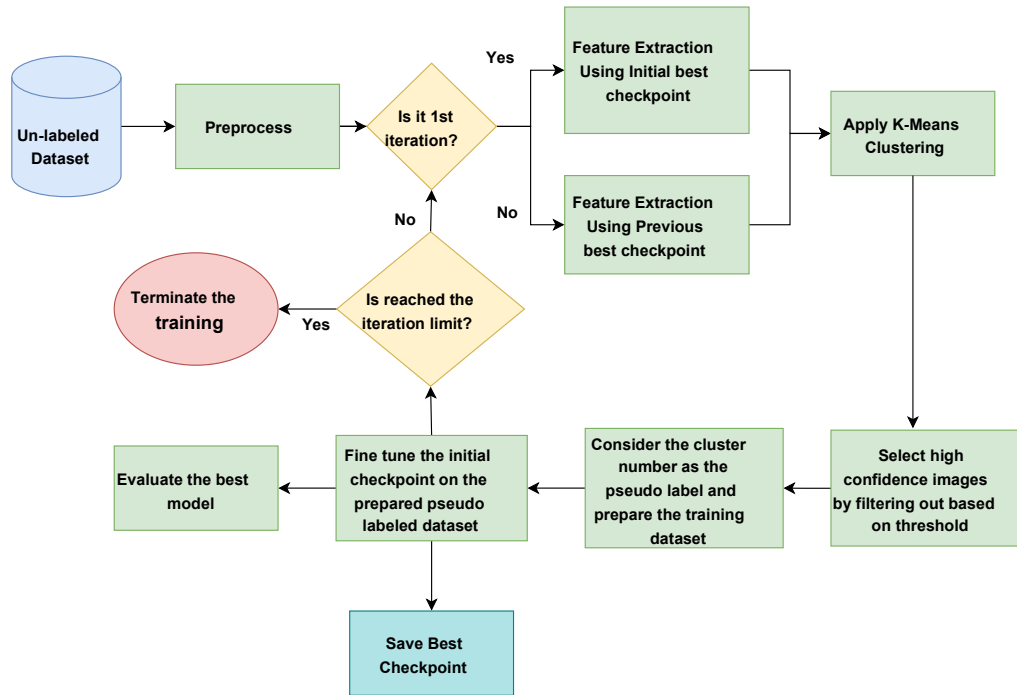 Un-labeled
Dataset
Preprocess
Is it 1st
iteration?
Yes
No
Feature Extraction
Using Initial best
checkpoint
Feature Extraction
Using Previous
best checkpoint
Apply K-Means
Clustering
Select high
confidence images
by filtering out based
on threshold
Consider the cluster
number as the
pseudo label and
prepare the training
dataset
Fine tune the initial
checkpoint on the
prepared pseudo
labeled dataset
Evaluate the best
model
Save Best
Checkpoint
Is reached the
iteration limit?
No
Yes
Terminate the
training